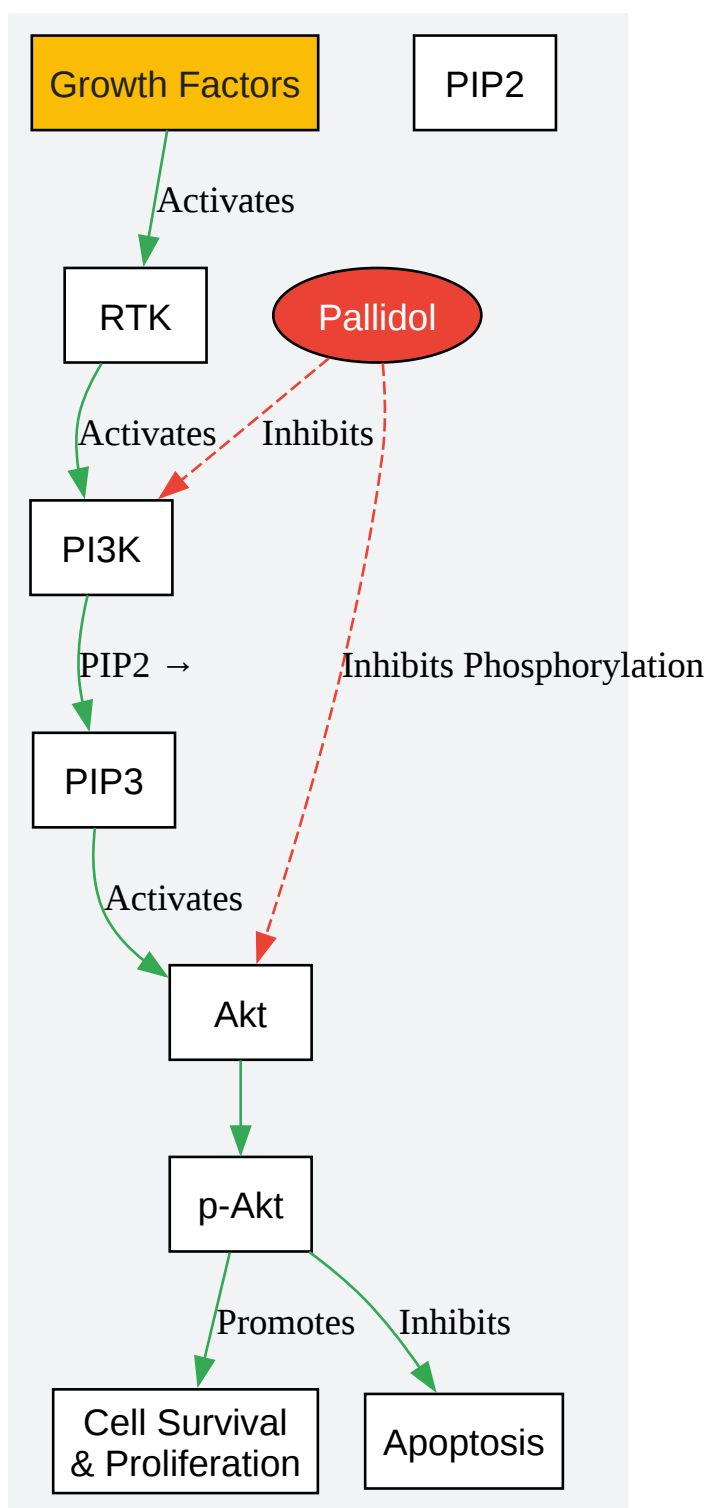 Growth Factors
PIP2
Activates
RTK
Pallidol
Activates
Inhibits
PI3K
PIP2 →
Inhibits Phosphorylation
PIP3
Activates
Akt
p-Akt
Promotes
Inhibits
Cell Survival
& Proliferation
Apoptosis